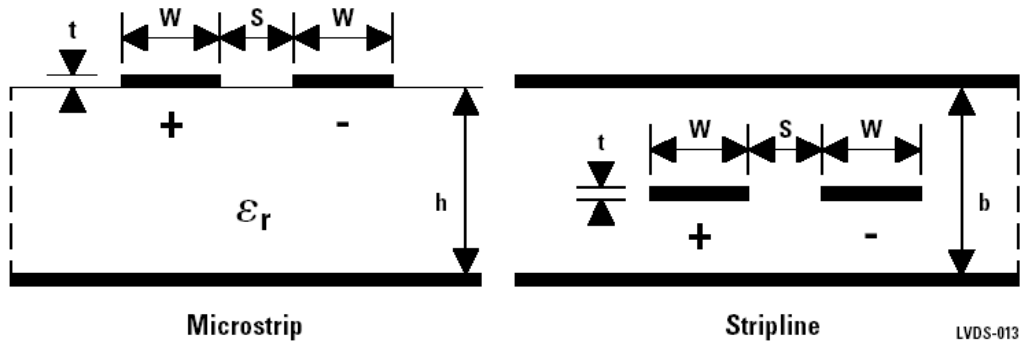 W S W
t
+ -
h
εr
Microstrip
W S W
t
b
+ -
Stripline
LVDS-013